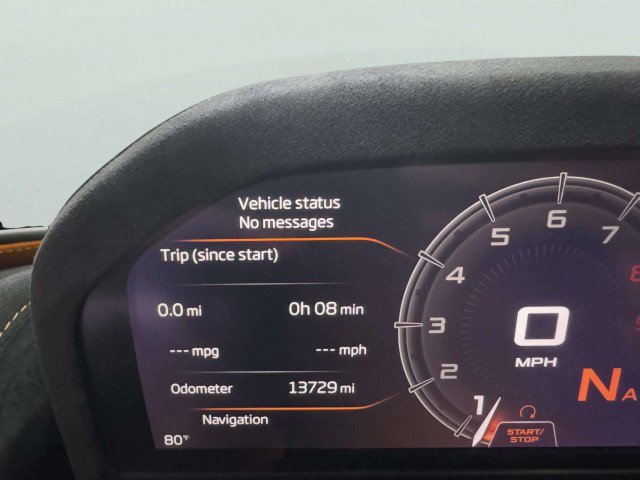 Vehicle status
No messages
Trip (since start)
0.0 mi 0h 08 min
--- mpg --- mph
Odometer 13729 mi
Navigation
80°F
1 2 3 4 5 6 7 8
0
MPH
N A
START/
STOP